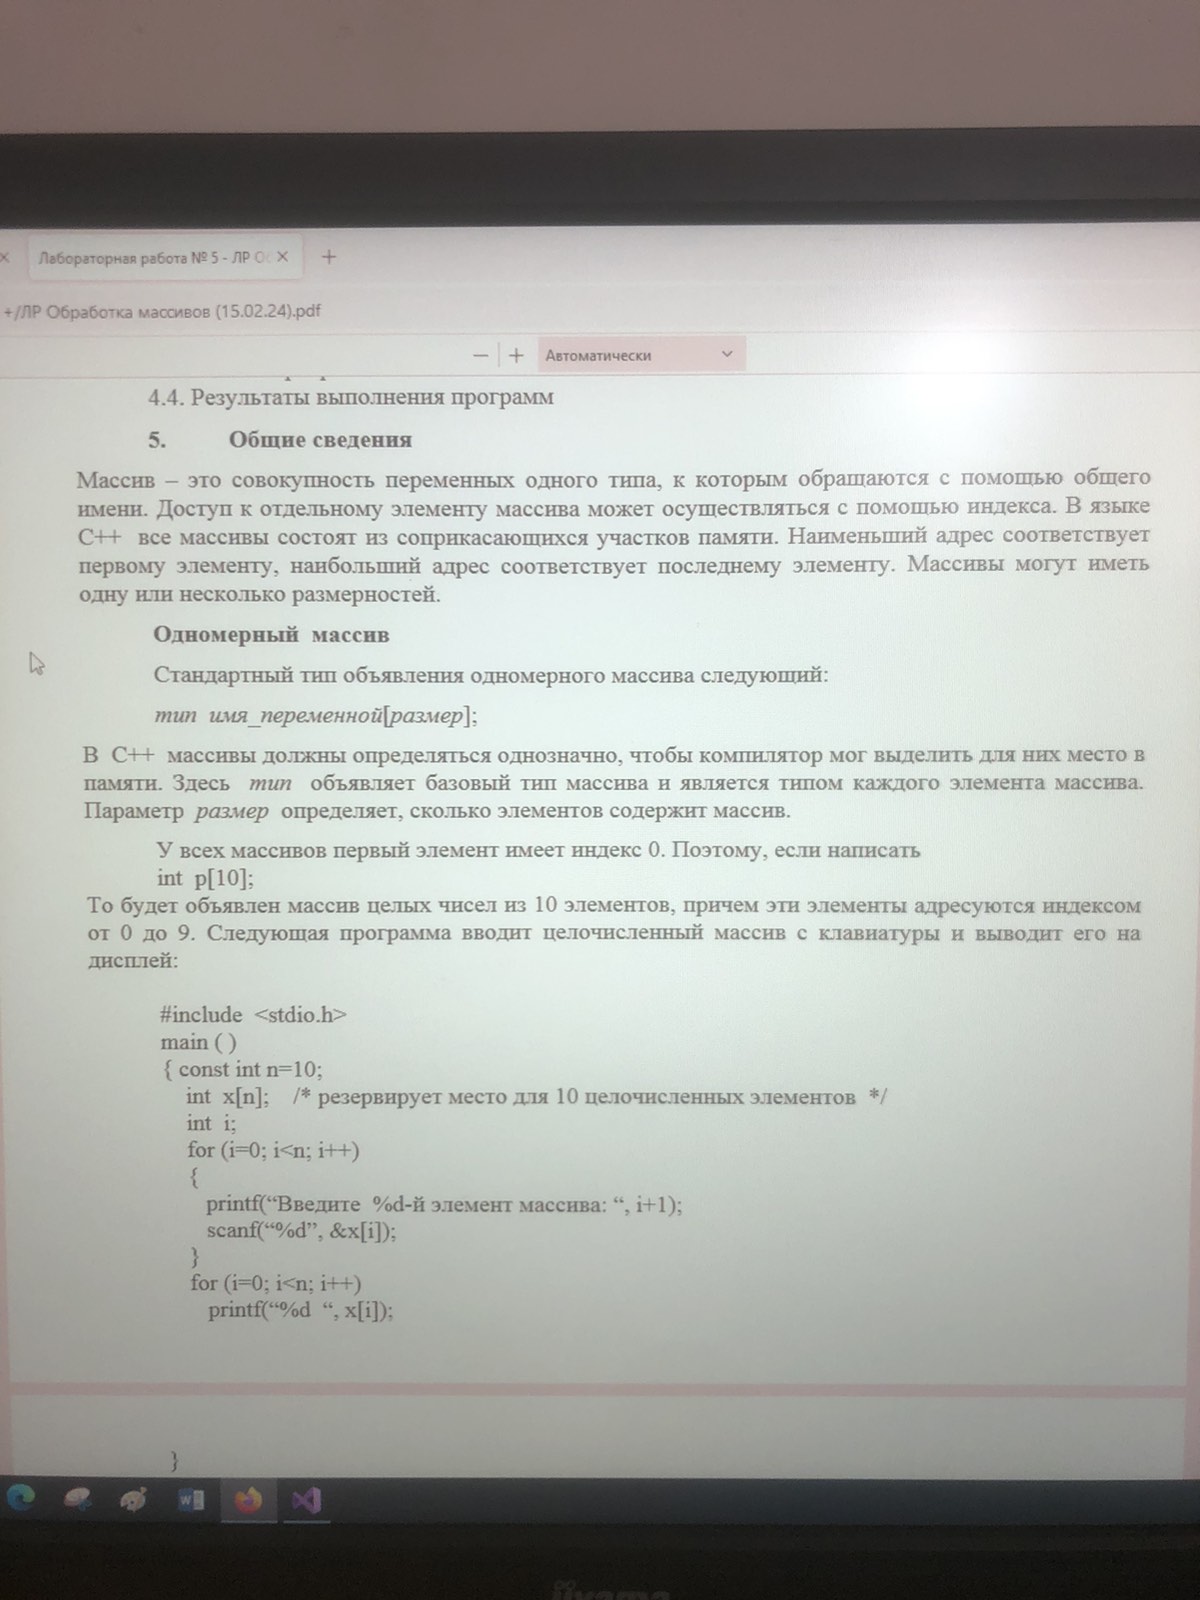 Лабораторная работа № 5 - ЛР О
+/ЛР Обработка массивов (15.02.24).pdf
Автоматически
4.4. Результаты выполнения программ
5. Общие сведения
Массив – это совокупность переменных одного типа, к которым обращаются с помощью общего
имени. Доступ к отдельному элементу массива может осуществляться с помощью индекса. В языке
С++ все массивы состоят из соприкасающихся участков памяти. Наименьший адрес соответствует
первому элементу, наибольший адрес соответствует последнему элементу. Массивы могут иметь
одну или несколько размерностей.
Одномерный массив
Стандартный тип объявления одномерного массива следующий:
тип имя_переменной[размер];
В С++ массивы должны определяться однозначно, чтобы компилятор мог выделить для них место в
памяти. Здесь тип объявляет базовый тип массива и является типом каждого элемента массива.
Параметр размер определяет, сколько элементов содержит массив.
У всех массивов первый элемент имеет индекс 0. Поэтому, если написать
int p[10];
То будет объявлен массив целых чисел из 10 элементов, причем эти элементы адресуются индексом
от 0 до 9. Следующая программа вводит целочисленный массив с клавиатуры и выводит его на
дисплей:
#include <stdio.h>
main ( )
{ const int n=10;
int x[n]; /* резервирует место для 10 целочисленных элементов */
int i;
for (i=0; i<n; i++)
{
printf(“Введите %d-й элемент массива: “, i+1);
scanf(“%d”, &x[i]);
}
for (i=0; i<n; i++)
printf(“%d “, x[i]);
}